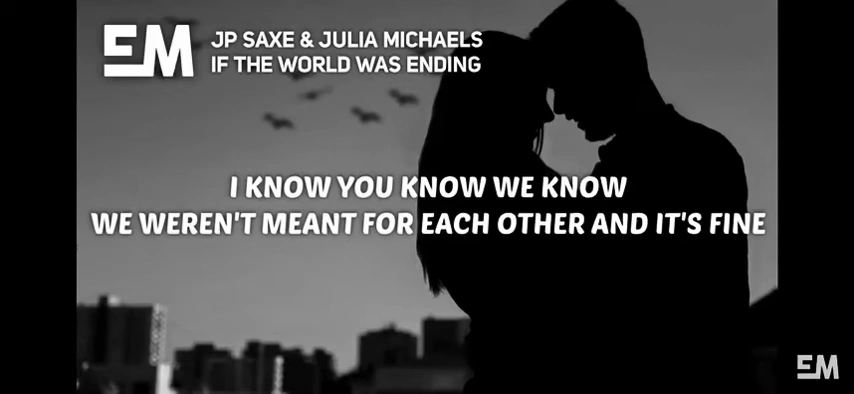 EM
JP SAXE & JULIA MICHAELS
IF THE WORLD WAS ENDING
I KNOW YOU KNOW WE KNOW
WE WEREN'T MEANT FOR EACH OTHER AND IT'S FINE
EM